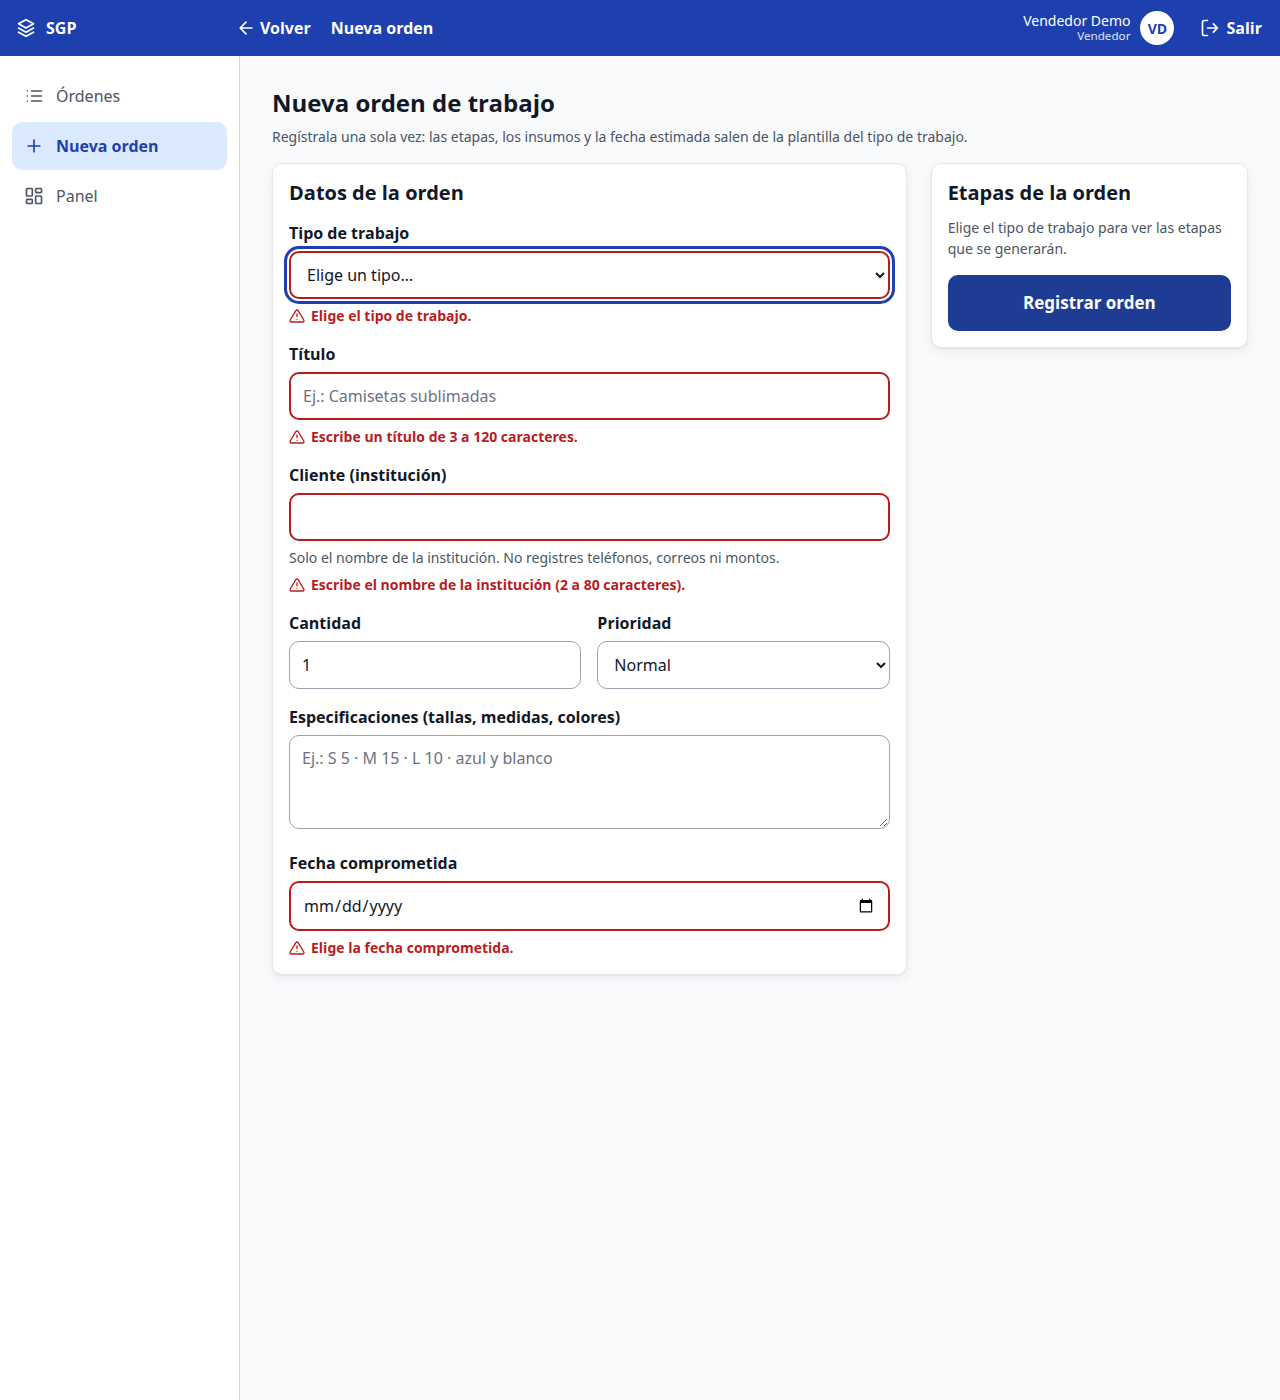 SGP
Volver
Nueva orden
Vendedor Demo
Vendedor
VD
Salir
Órdenes
Nueva orden
Panel
Nueva orden de trabajo
Regístrala una sola vez: las etapas, los insumos y la fecha estimada salen de la plantilla del tipo de trabajo.
Datos de la orden
Tipo de trabajo
Elige un tipo...
Elige el tipo de trabajo.
Título
Ej.: Camisetas sublimadas
Escribe un título de 3 a 120 caracteres.
Cliente (institución)
Solo el nombre de la institución. No registres teléfonos, correos ni montos.
Escribe el nombre de la institución (2 a 80 caracteres).
Cantidad
Prioridad
1
Normal
Especificaciones (tallas, medidas, colores)
Ej.: S 5 · M 15 · L 10 · azul y blanco
Fecha comprometida
mm/dd/yyyy
Elige la fecha comprometida.
Etapas de la orden
Elige el tipo de trabajo para ver las etapas
que se generarán.
Registrar orden